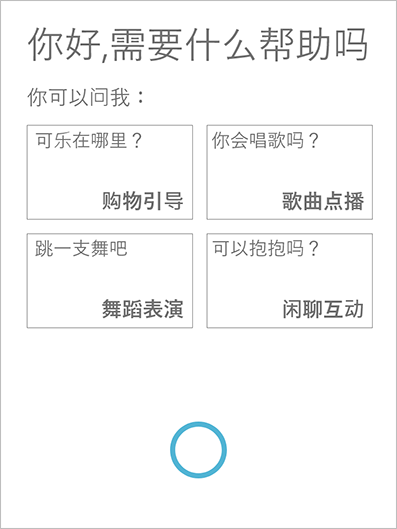 你好,需要什么帮助吗
你可以问我：
可乐在哪里？
购物引导
你会唱歌吗？
歌曲点播
跳一支舞吧
舞蹈表演
可以抱抱吗？
闲聊互动